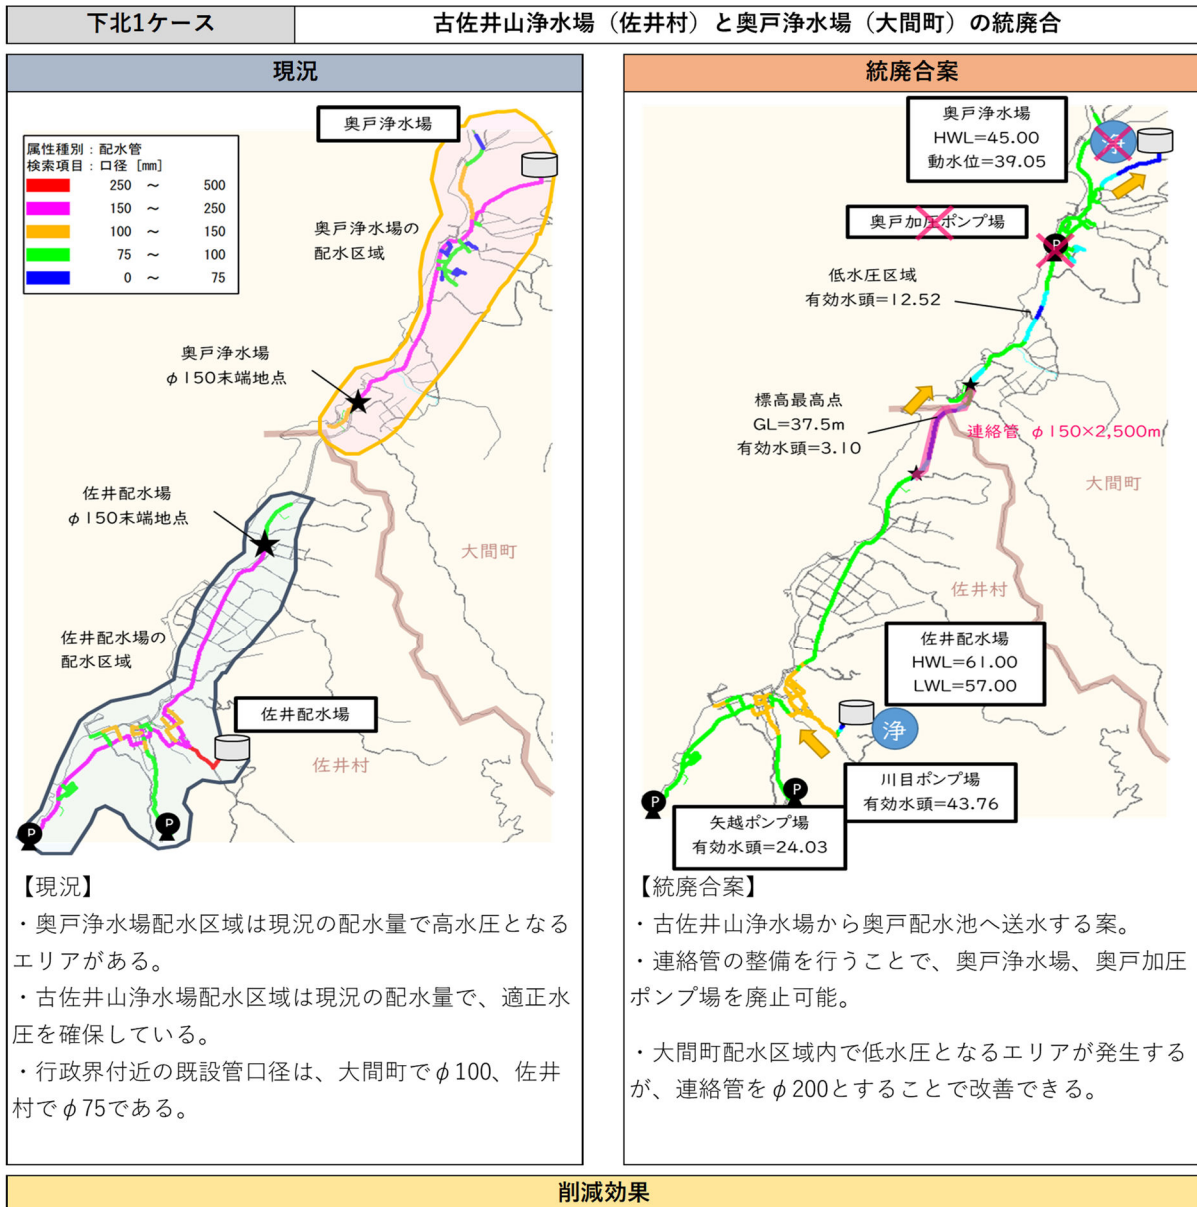 下北1ケース
古佐井山浄水場（佐井村）と奥戸浄水場（大間町）の統廃合
現況
属性種別：配水管
検索項目：口径 [mm]
250 ～ 500
150 ～ 250
100 ～ 150
75 ～ 100
0 ～ 75
奥戸浄水場
奥戸浄水場の
配水区域
奥戸浄水場
φ150末端地点
佐井配水場
φ150末端地点
大間町
佐井配水場の
配水区域
佐井配水場
佐井村
P
P
【現況】
・奥戸浄水場配水区域は現況の配水量で高水圧となる
エリアがある。
・古佐井山浄水場配水区域は現況の配水量で、適正水
圧を確保している。
・行政界付近の既設管口径は、大間町でφ100、佐井
村でφ75である。
統廃合案
奥戸浄水場
HWL=45.00
動水位=39.05
浄
奥戸加圧ポンプ場
P
低水圧区域
有効水頭=12.52
標高最高点
GL=37.5m
有効水頭=3.10
連絡管 φ150×2,500m
大間町
佐井村
佐井配水場
HWL=61.00
LWL=57.00
浄
川目ポンプ場
有効水頭=43.76
P
P
矢越ポンプ場
有効水頭=24.03
【統廃合案】
・古佐井山浄水場から奥戸配水池へ送水する案。
・連絡管の整備を行うことで、奥戸浄水場、奥戸加圧
ポンプ場を廃止可能。
・大間町配水区域内で低水圧となるエリアが発生する
が、連絡管をφ200とすることで改善できる。
削減効果